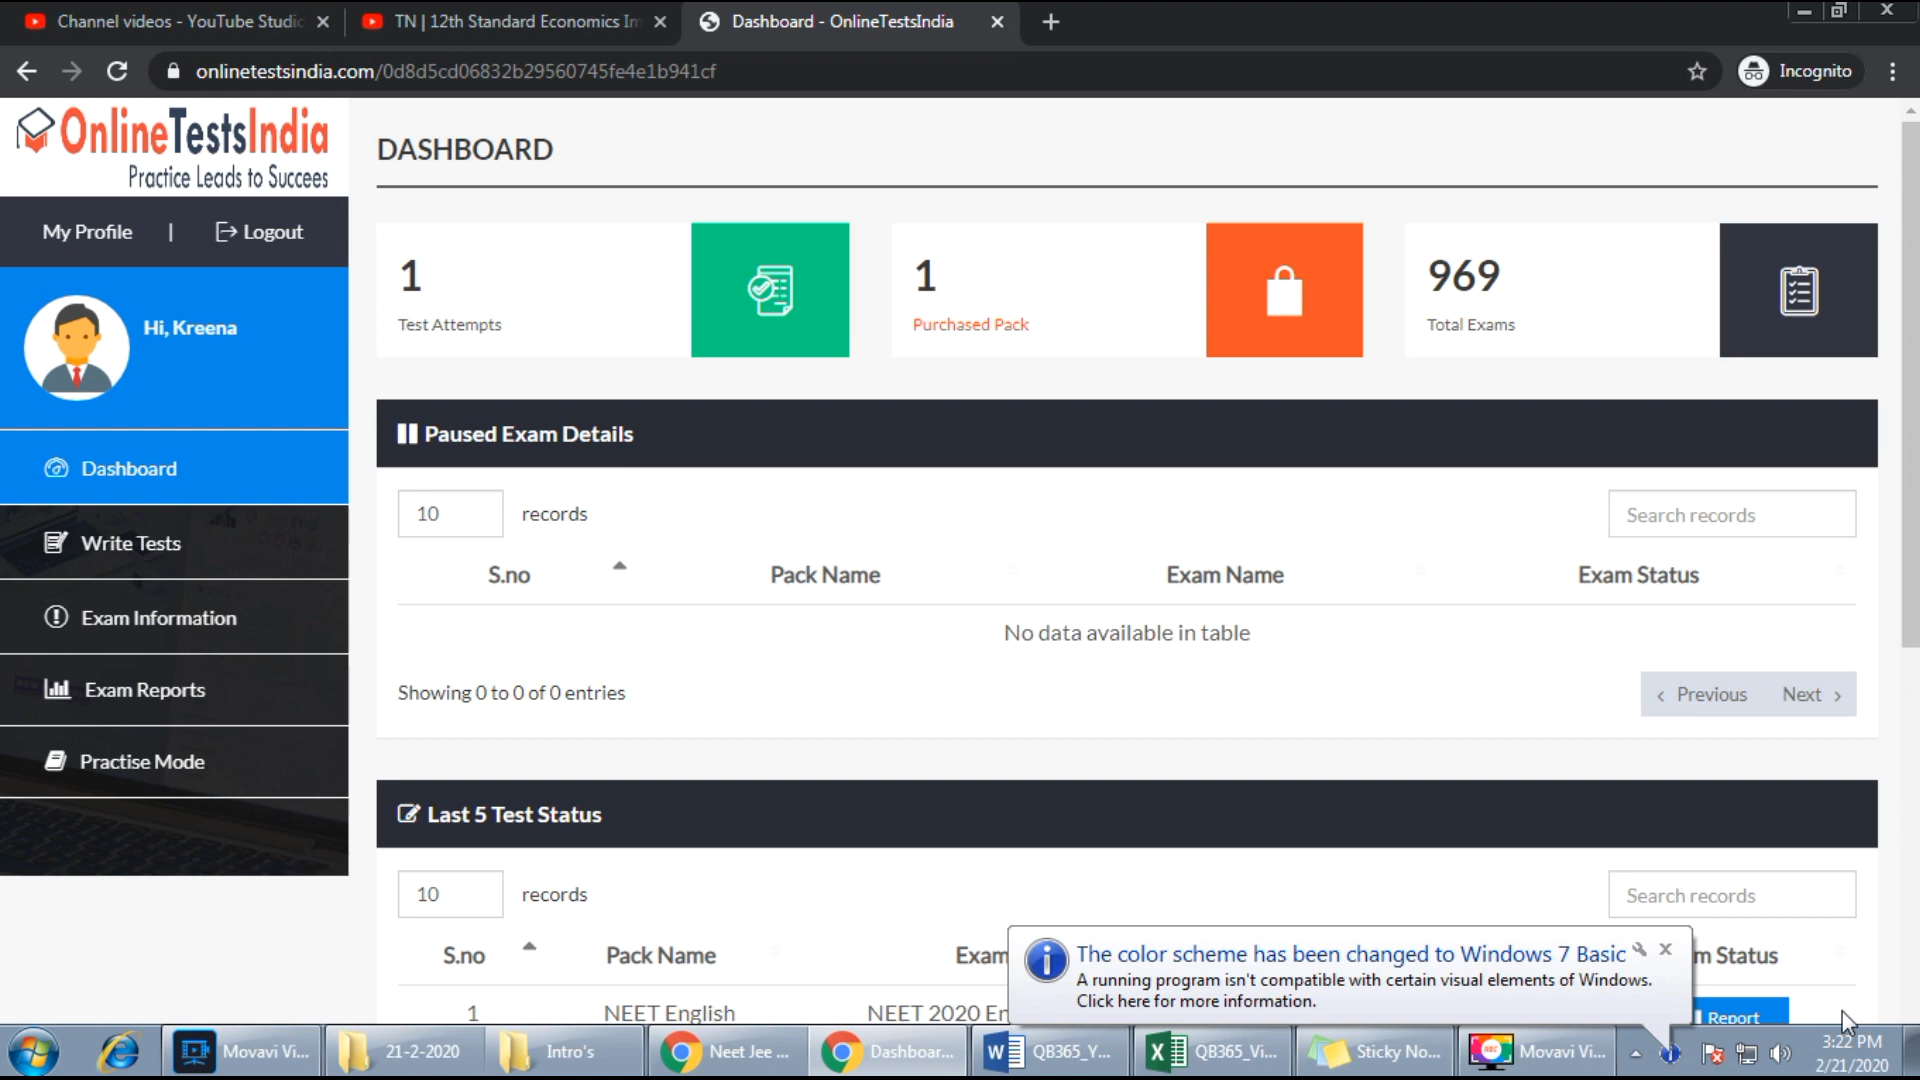 Channel videos - YouTube Studio
TN | 12th Standard Economics Im
Dashboard - OnlineTestsIndia
onlinetestsindia.com/0d8d5cd06832b29560745fe4e1b941cf
Incognito
OnlineTestsIndia
Practice Leads to Succees
My Profile | Logout
Hi, Kreena
Dashboard
Write Tests
Exam Information
Exam Reports
Practise Mode
DASHBOARD
1
Test Attempts
1
Purchased Pack
969
Total Exams
Paused Exam Details
10 records
Search records
S.no Pack Name Exam Name Exam Status
No data available in table
Showing 0 to 0 of 0 entries
‹ Previous Next ›
Last 5 Test Status
10 records
Search records
S.no Pack Name Exam m Status
1 NEET English NEET 2020 En Report
The color scheme has been changed to Windows 7 Basic
A running program isn't compatible with certain visual elements of Windows.
Click here for more information.
Movavi Vi...
21-2-2020
Intro's
Neet Jee ...
Dashboar...
QB365_Y...
QB365_Vi...
Sticky No...
Movavi Vi...
3:22 PM
2/21/2020